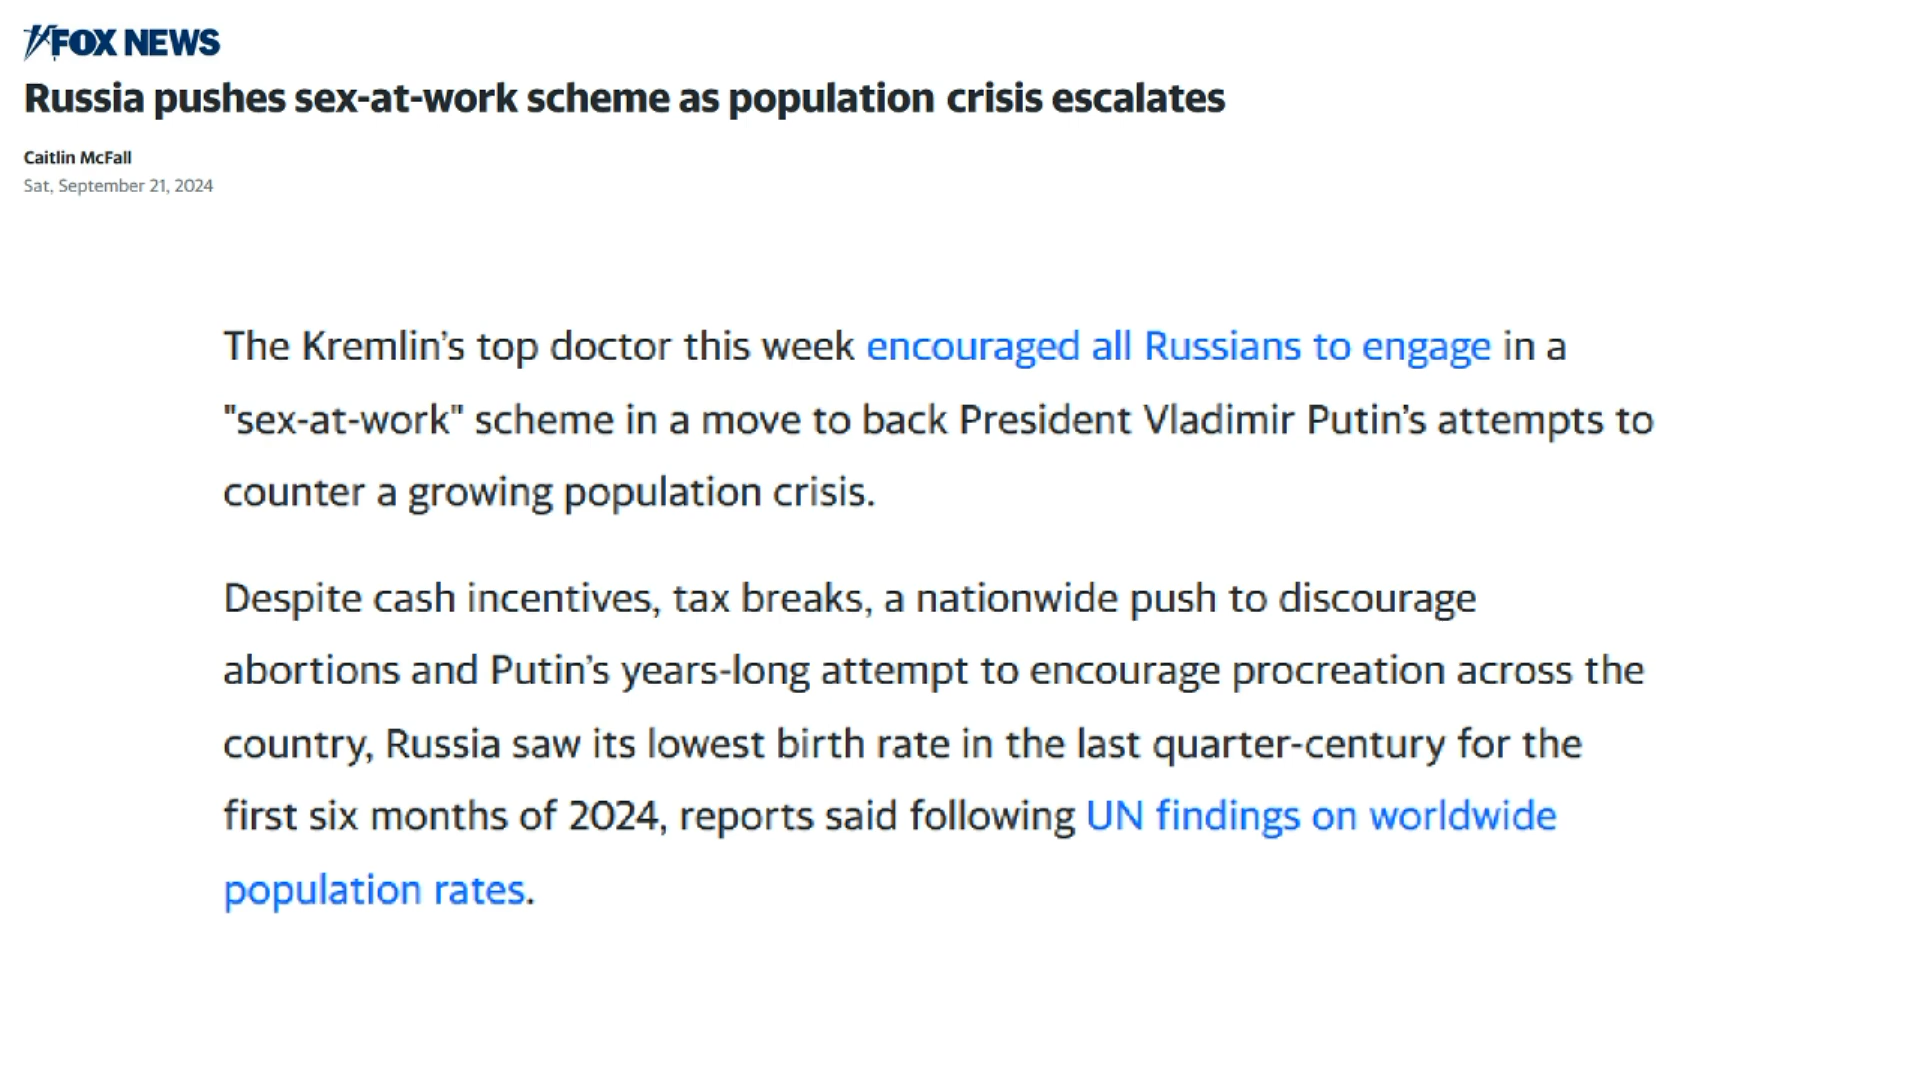 FOX NEWS
Russia pushes sex-at-work scheme as population crisis escalates
Caitlin McFall
Sat, September 21, 2024
The Kremlin’s top doctor this week encouraged all Russians to engage in a
"sex-at-work" scheme in a move to back President Vladimir Putin’s attempts to
counter a growing population crisis.
Despite cash incentives, tax breaks, a nationwide push to discourage
abortions and Putin’s years-long attempt to encourage procreation across the
country, Russia saw its lowest birth rate in the last quarter-century for the
first six months of 2024, reports said following UN findings on worldwide
population rates.